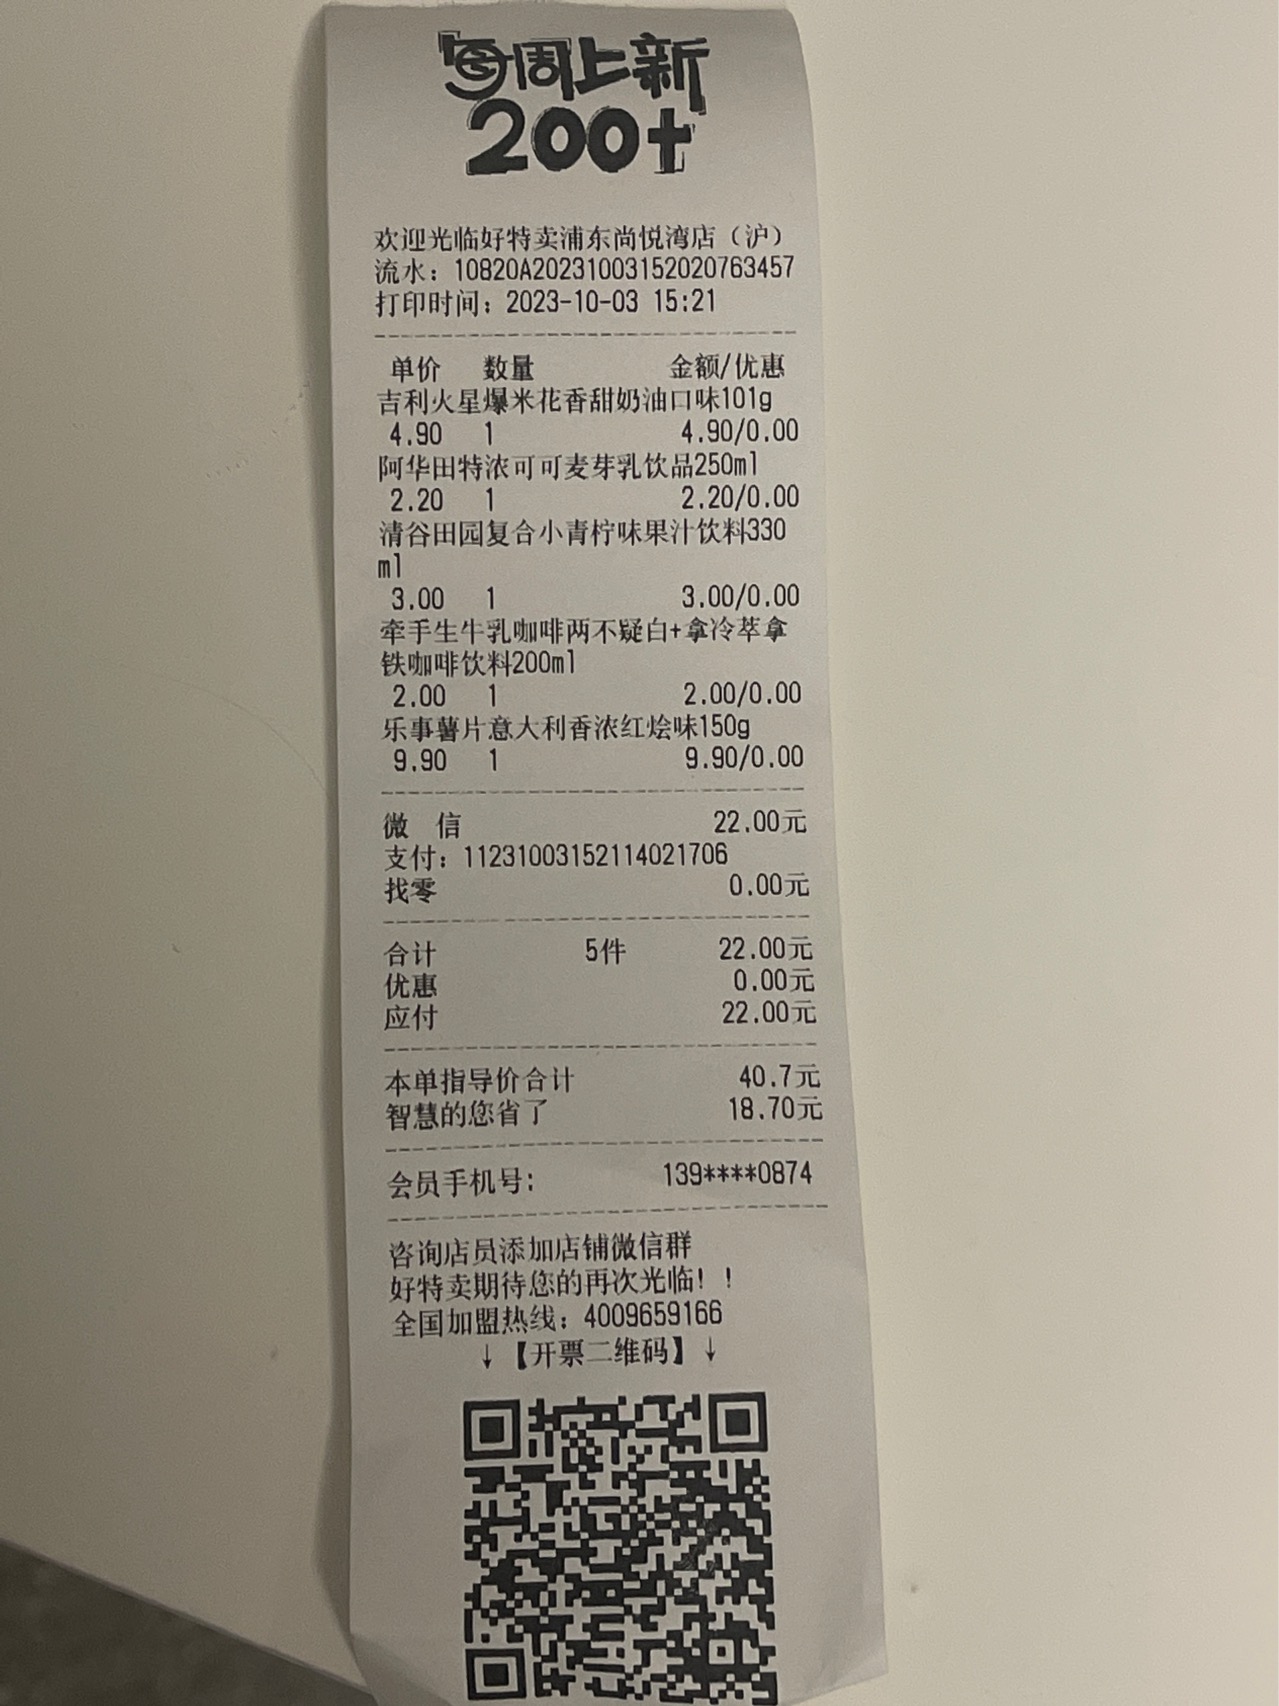 每周上新
200+
欢迎光临好特卖浦东尚悦湾店（沪）
流水：10820A20231003152020763457
打印时间：2023-10-03 15:21
单价 数量 金额/优惠
吉利火星爆米花香甜奶油口味101g
4.90 1 4.90/0.00
阿华田特浓可可麦芽乳饮品250ml
2.20 1 2.20/0.00
清谷田园复合小青柠味果汁饮料330
ml
3.00 1 3.00/0.00
牵手生牛乳咖啡两不疑白+拿冷萃拿
铁咖啡饮料200ml
2.00 1 2.00/0.00
乐事薯片意大利香浓红烩味150g
9.90 1 9.90/0.00
微 信 22.00元
支付：11231003152114021706
找零 0.00元
合计 5件 22.00元
优惠 0.00元
应付 22.00元
本单指导价合计 40.7元
智慧的您省了 18.70元
会员手机号: 139****0874
咨询店员添加店铺微信群
好特卖期待您的再次光临！！
全国加盟热线：4009659166
↓【开票二维码】↓